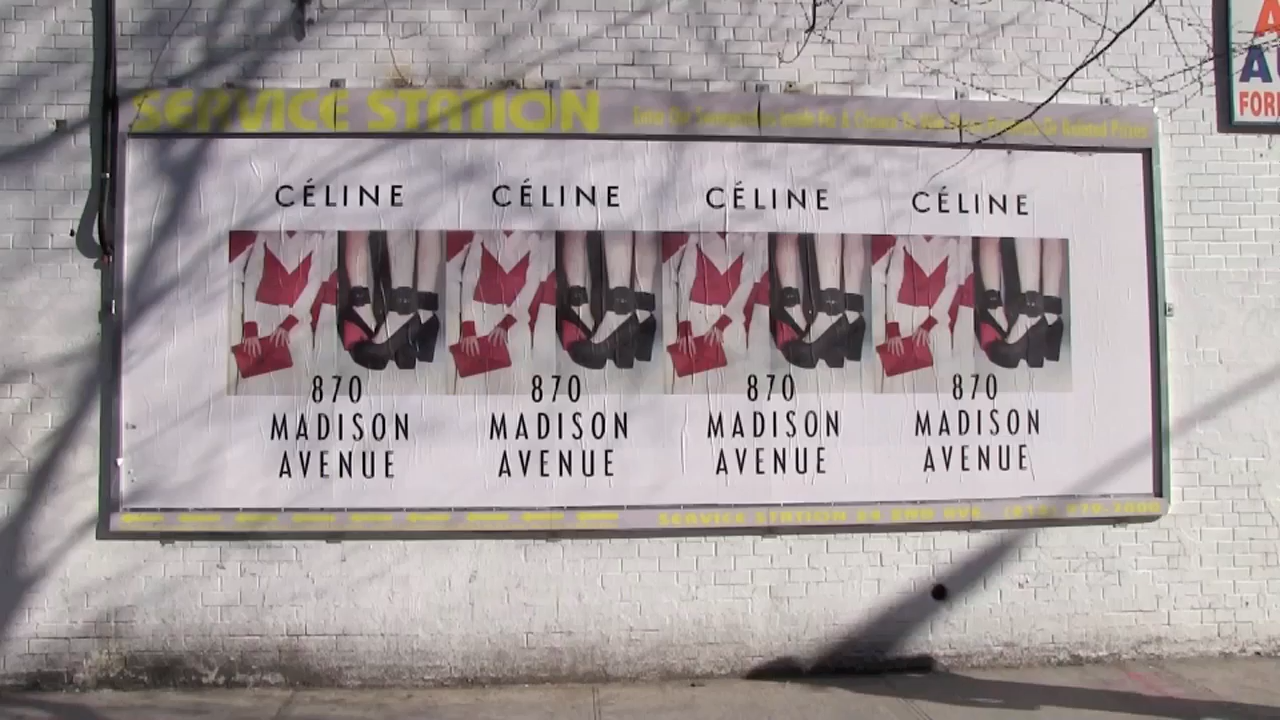 SERVICE STATION
CÉLINE CÉLINE CÉLINE CÉLINE
870 870 870 870
MADISON MADISON MADISON MADISON
AVENUE AVENUE AVENUE AVENUE
SERVICE STATION
A
FOR